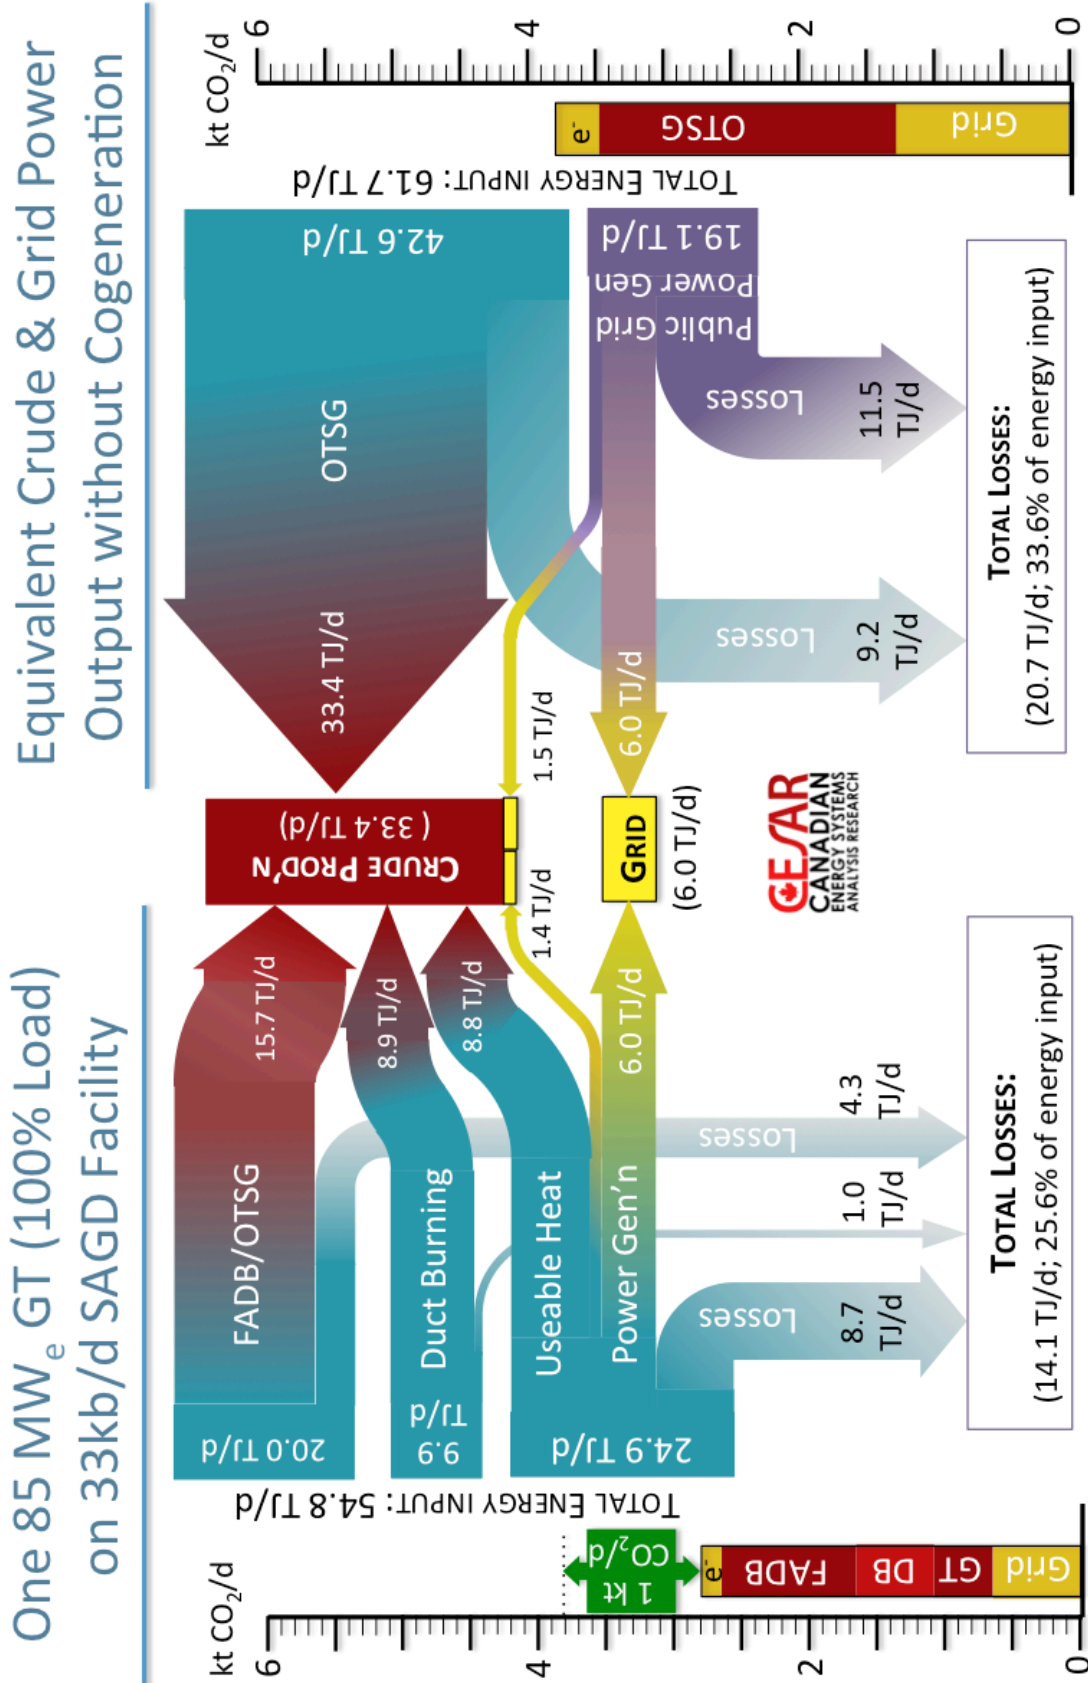 One 85 MWe GT (100% Load)
on 33kb/d SAGD Facility
Equivalent Crude & Grid Power
Output without Cogeneration
kt CO2/d
6
4
2
0
1 kt
CO2/d
e-
FADB
DB
GT
Grid
TOTAL ENERGY INPUT: 54.8 TJ/d
20.0 TJ/d
FADB/OTSG
15.7 TJ/d
9.9
TJ/d
Duct Burning
8.9 TJ/d
24.9 TJ/d
Useable Heat
8.8 TJ/d
Power Gen'n
6.0 TJ/d
1.4 TJ/d
Losses
8.7
TJ/d
1.0
TJ/d
Losses
4.3
TJ/d
TOTAL LOSSES:
(14.1 TJ/d; 25.6% of energy input)
CRUDE PROD'N
( 33.4 TJ/d)
GRID
(6.0 TJ/d)
CESAR
CANADIAN
ENERGY SYSTEMS
ANALYSIS RESEARCH
33.4 TJ/d
OTSG
42.6 TJ/d
1.5 TJ/d
6.0 TJ/d
Public Grid
Power Gen
19.1 TJ/d
Losses
9.2
TJ/d
Losses
11.5
TJ/d
TOTAL LOSSES:
(20.7 TJ/d; 33.6% of energy input)
TOTAL ENERGY INPUT: 61.7 TJ/d
kt CO2/d
6
4
2
0
e-
OTSG
Grid